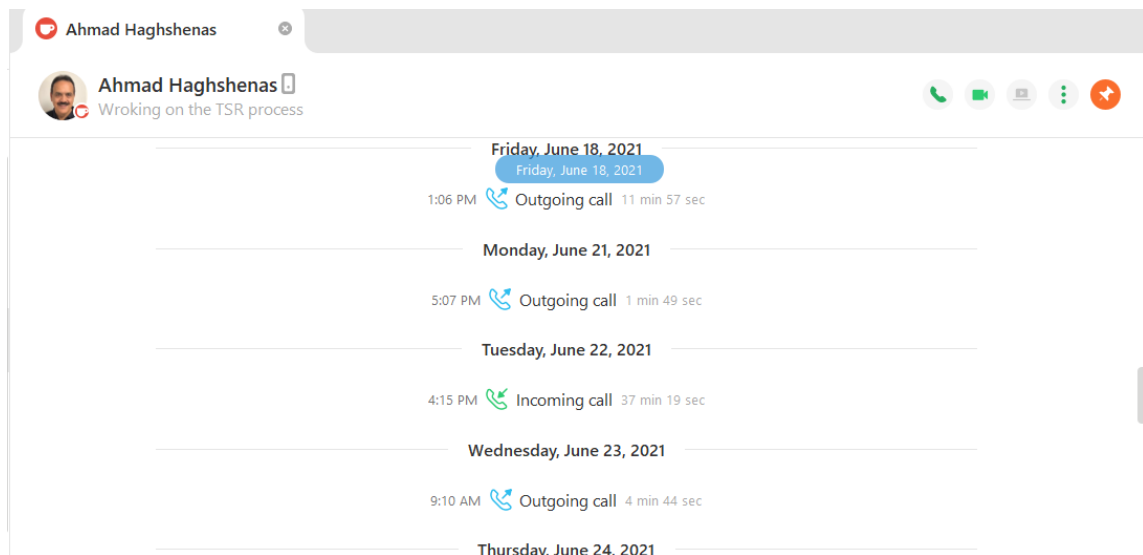 Ahmad Haghshenas
Ahmad Haghshenas
Wroking on the TSR process
Friday, June 18, 2021
Friday, June 18, 2021
1:06 PM Outgoing call 11 min 57 sec
Monday, June 21, 2021
5:07 PM Outgoing call 1 min 49 sec
Tuesday, June 22, 2021
4:15 PM Incoming call 37 min 19 sec
Wednesday, June 23, 2021
9:10 AM Outgoing call 4 min 44 sec
Thursday, June 24, 2021